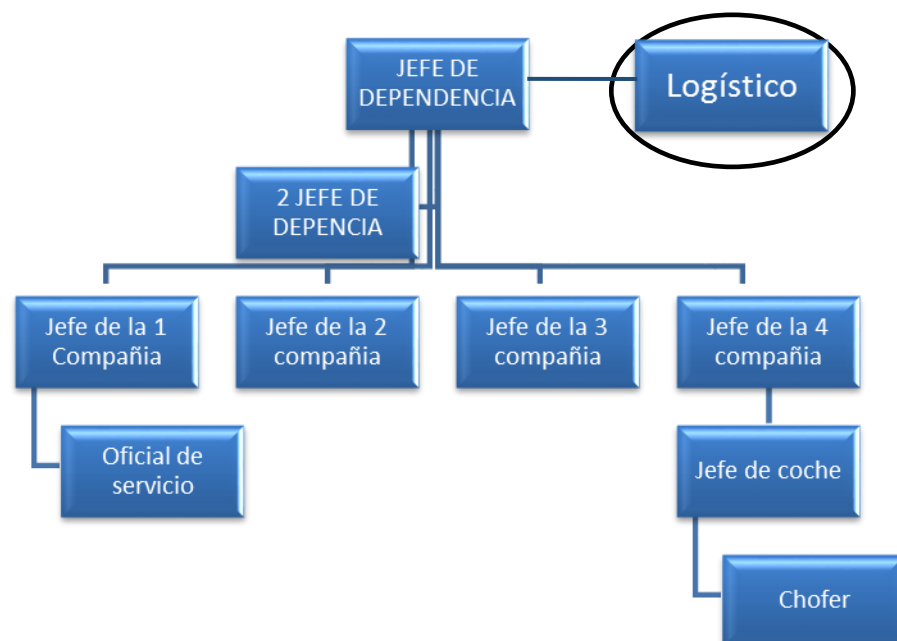 JEFE DE
DEPENDENCIA
Logístico
2 JEFE DE
DEPENCIA
Jefe de la 1
Compañia
Jefe de la 2
compañia
Jefe de la 3
compañia
Jefe de la 4
compañia
Oficial de
servicio
Jefe de coche
Chofer